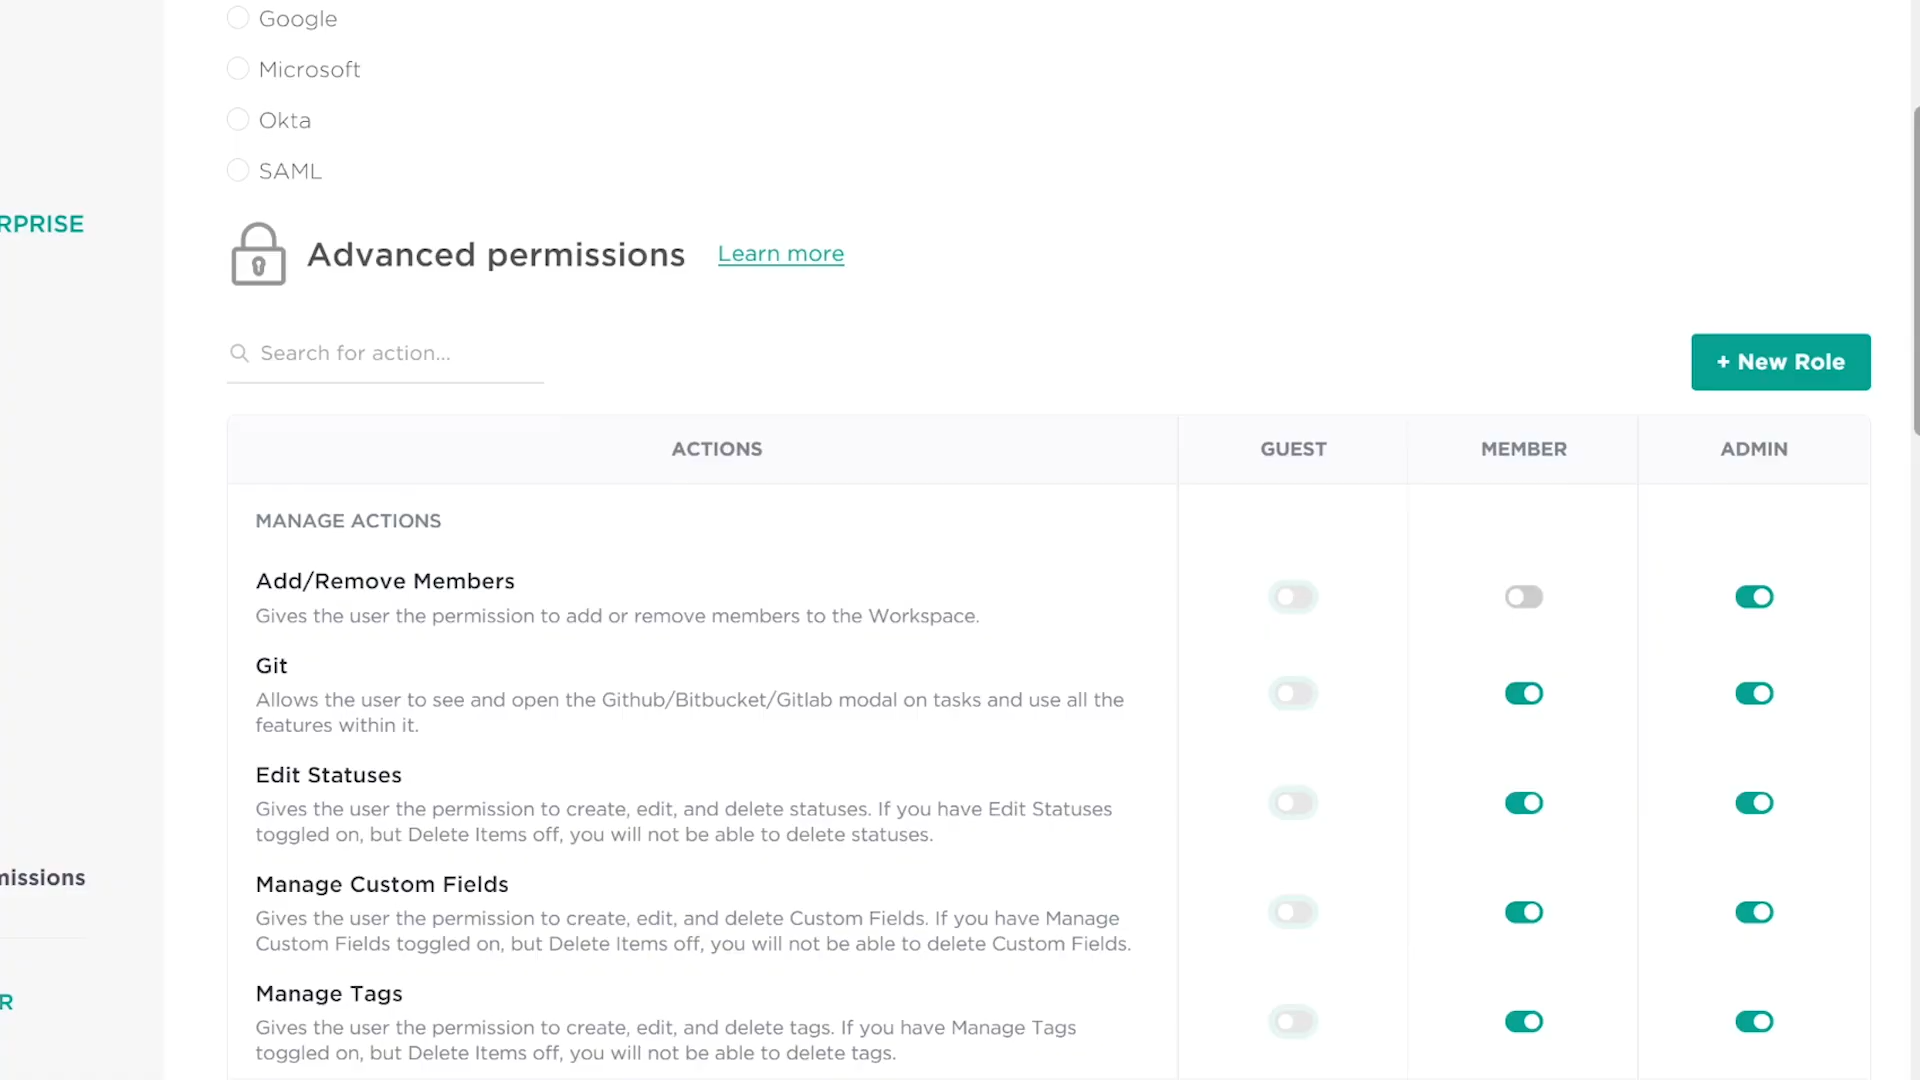 Google
Microsoft
Okta
SAML
RPRISE
Advanced permissions Learn more
Search for action...
+ New Role
ACTIONS GUEST MEMBER ADMIN
MANAGE ACTIONS
Add/Remove Members
Gives the user the permission to add or remove members to the Workspace.
Git
Allows the user to see and open the Github/Bitbucket/Gitlab modal on tasks and use all the
features within it.
Edit Statuses
Gives the user the permission to create, edit, and delete statuses. If you have Edit Statuses
toggled on, but Delete Items off, you will not be able to delete statuses.
missions
Manage Custom Fields
Gives the user the permission to create, edit, and delete Custom Fields. If you have Manage
Custom Fields toggled on, but Delete Items off, you will not be able to delete Custom Fields.
R
Manage Tags
Gives the user the permission to create, edit, and delete tags. If you have Manage Tags
toggled on, but Delete Items off, you will not be able to delete tags.